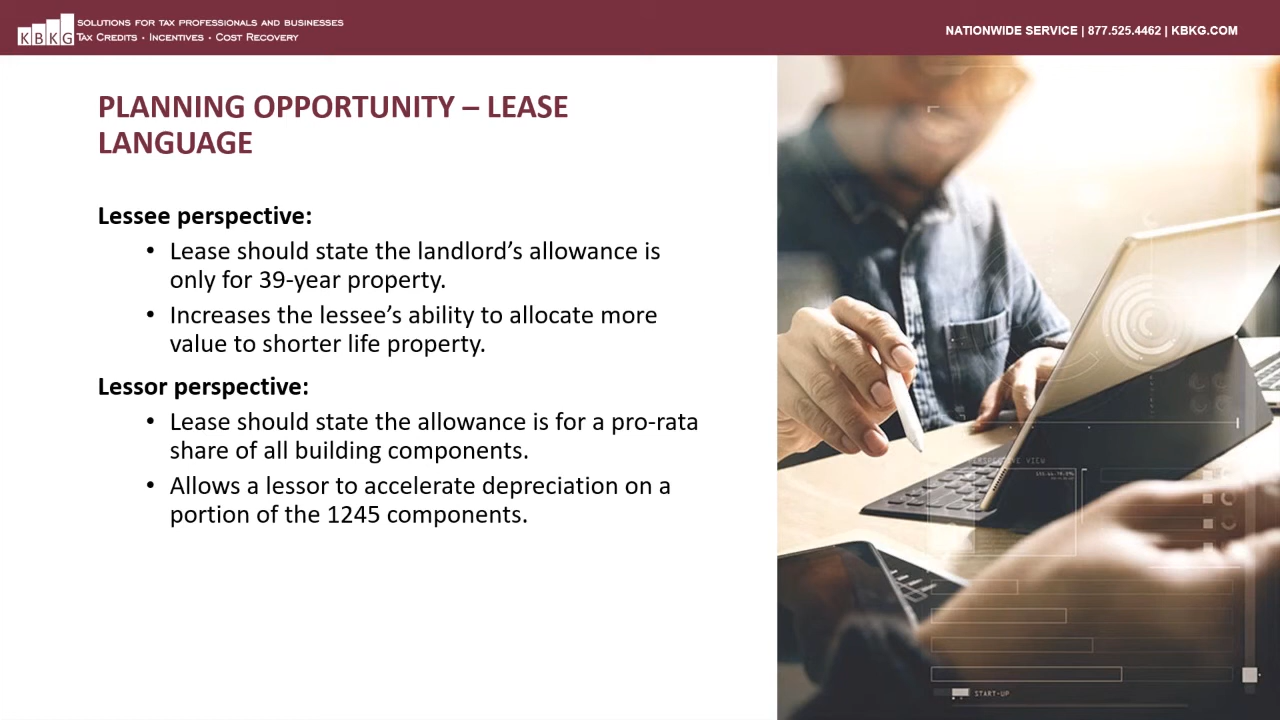 KBKG
SOLUTIONS FOR TAX PROFESSIONALS AND BUSINESSES
TAX CREDITS · INCENTIVES · COST RECOVERY
NATIONWIDE SERVICE | 877.525.4462 | KBKG.COM
PLANNING OPPORTUNITY – LEASE
LANGUAGE
Lessee perspective:
• Lease should state the landlord’s allowance is
only for 39-year property.
• Increases the lessee’s ability to allocate more
value to shorter life property.
Lessor perspective:
• Lease should state the allowance is for a pro-rata
share of all building components.
• Allows a lessor to accelerate depreciation on a
portion of the 1245 components.
START-UP